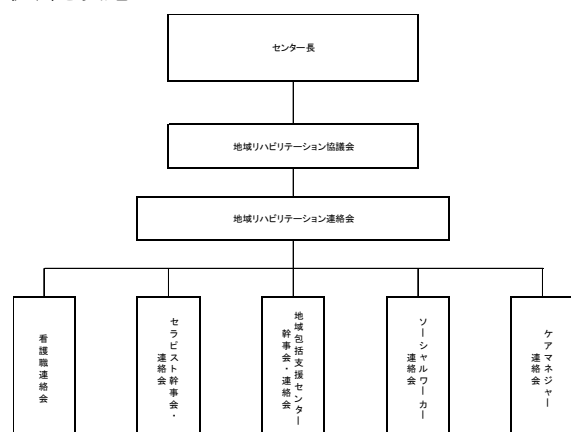 センター長
地域リハビリテーション協議会
地域リハビリテーション連絡会
看護職連絡会
セラピスト幹事会・
連絡会
地域包括支援センター
幹事会・連絡会
ソーシャルワーカー
連絡会
ケアマネジャー
連絡会